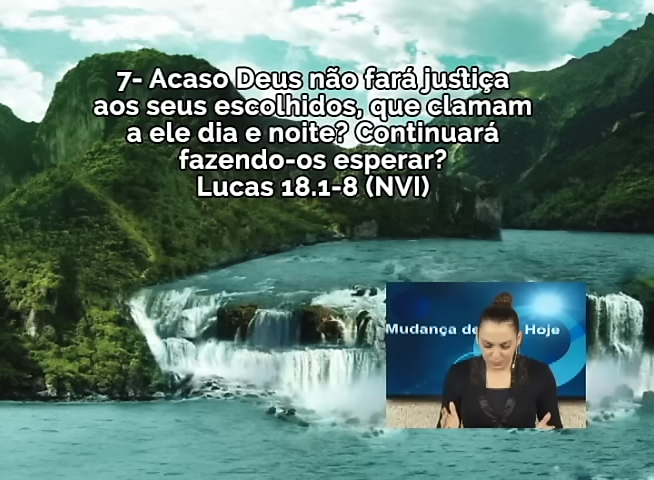 7- Acaso Deus não fará justiça
aos seus escolhidos, que clamam
a ele dia e noite? Continuará
fazendo-os esperar?
Lucas 18.1-8 (NVI)
Mudança de Hoje